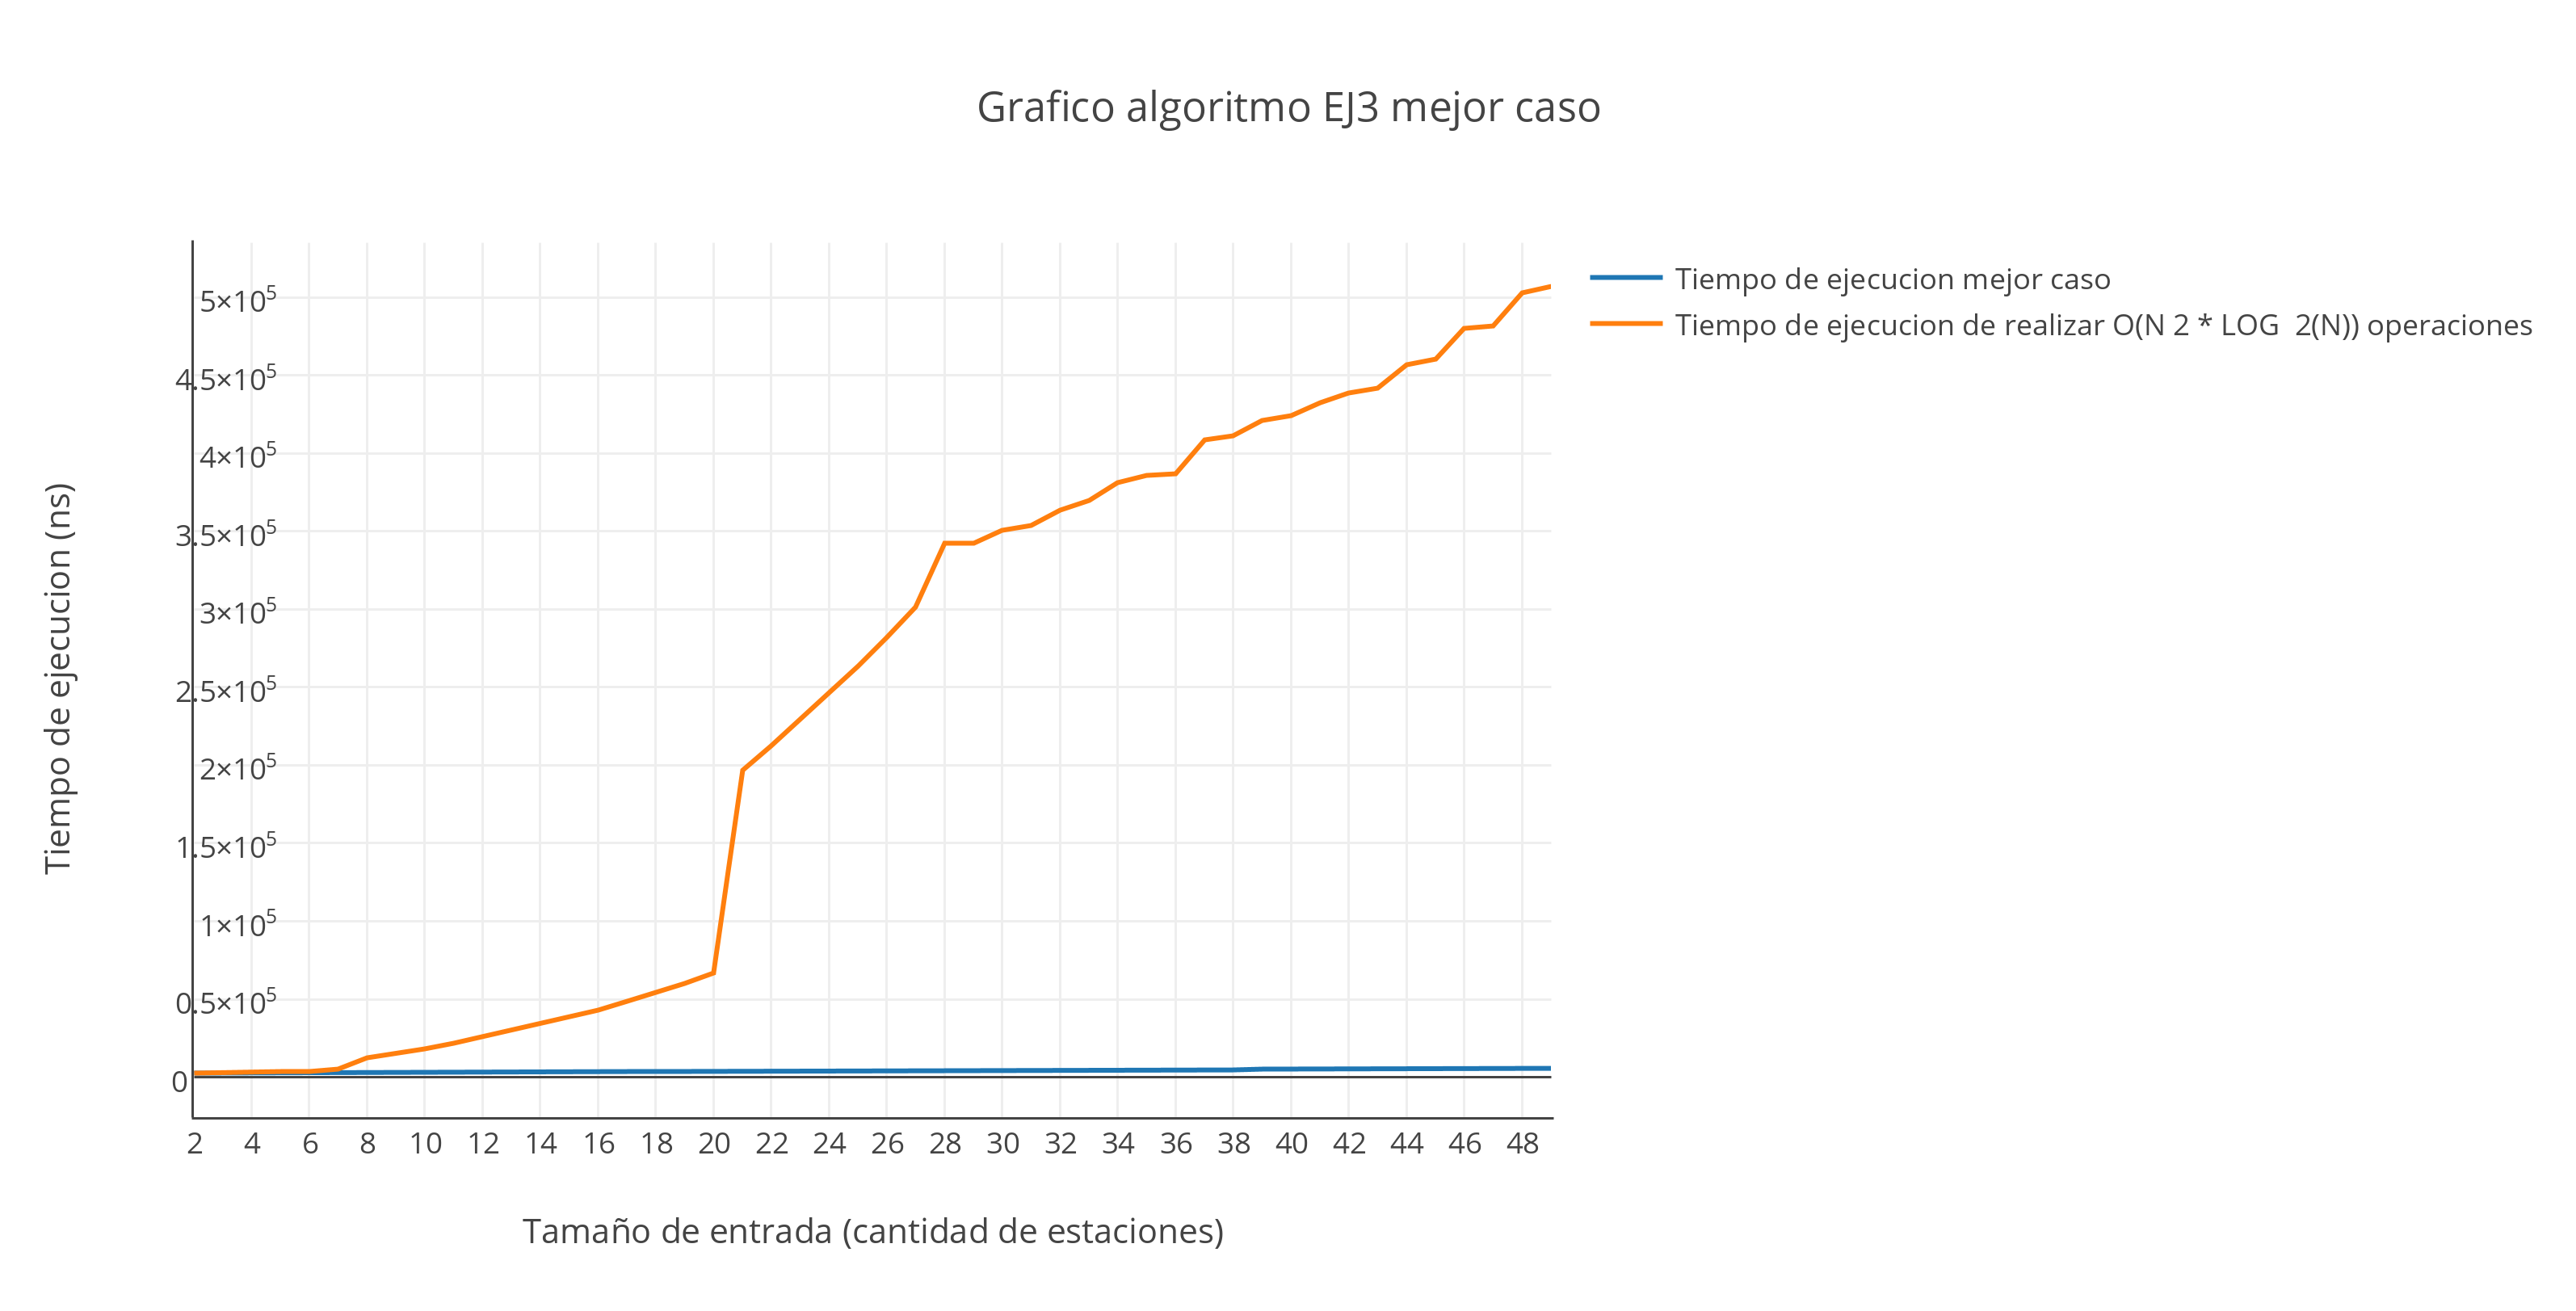 Grafico algoritmo EJ3 mejor caso
Tiempo de ejecucion mejor caso
Tiempo de ejecucion de realizar O(N 2 * LOG  2(N)) operaciones
Tiempo de ejecucion (ns)
5×10⁵
4.5×10⁵
4×10⁵
3.5×10⁵
3×10⁵
2.5×10⁵
2×10⁵
1.5×10⁵
1×10⁵
0.5×10⁵
0
2 4 6 8 10 12 14 16 18 20 22 24 26 28 30 32 34 36 38 40 42 44 46 48
Tamaño de entrada (cantidad de estaciones)